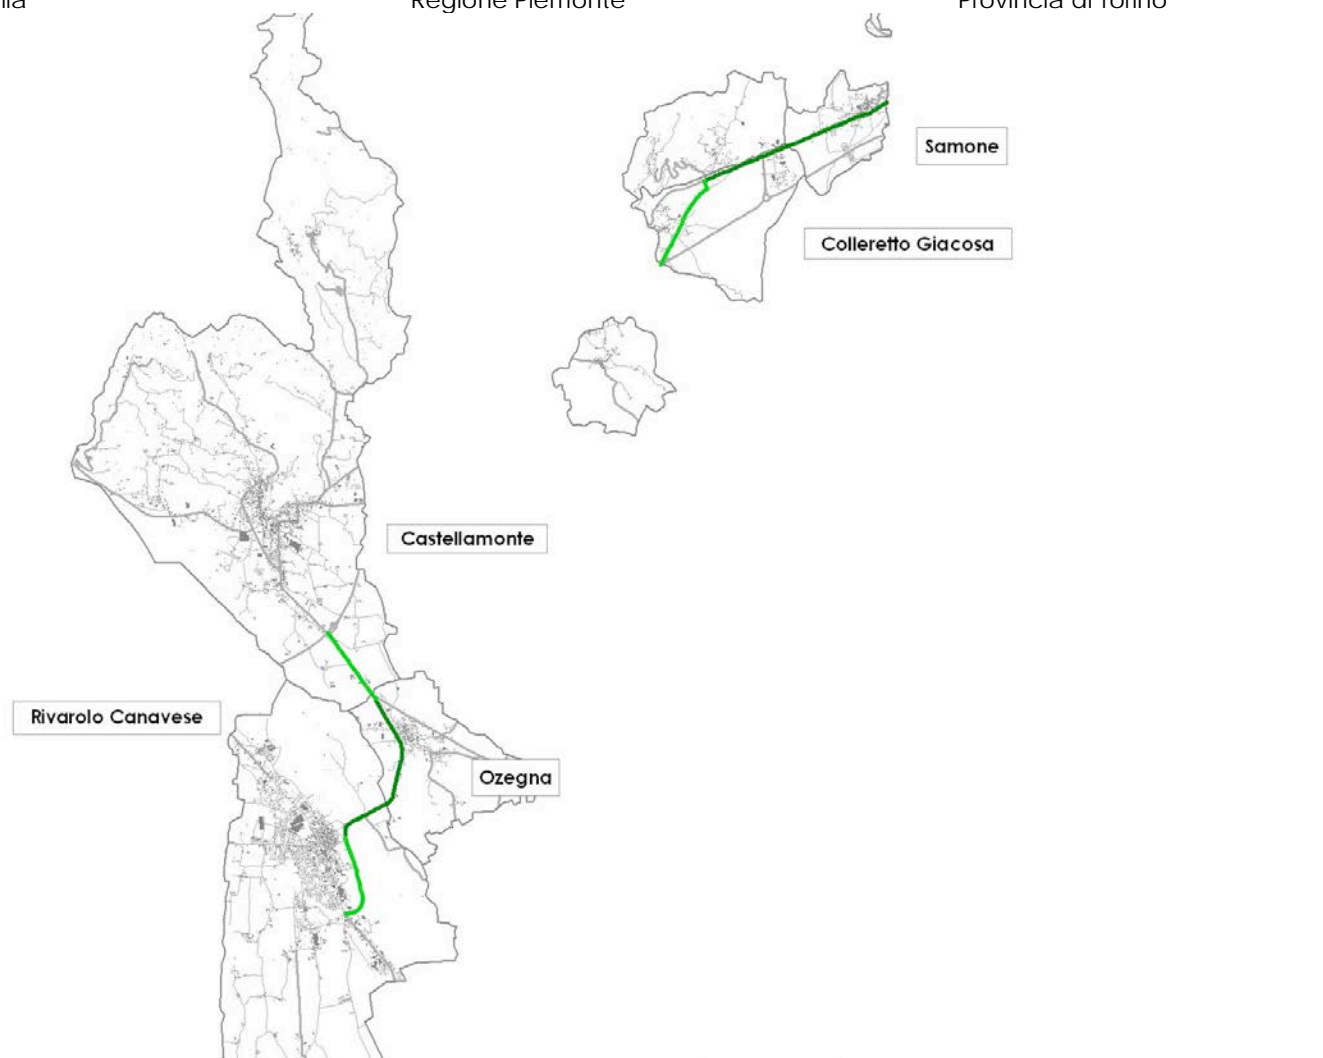 Regione Piemonte
Provincia di Torino
Samone
Colleretto Giacosa
Castellamonte
Rivarolo Canavese
Ozegna